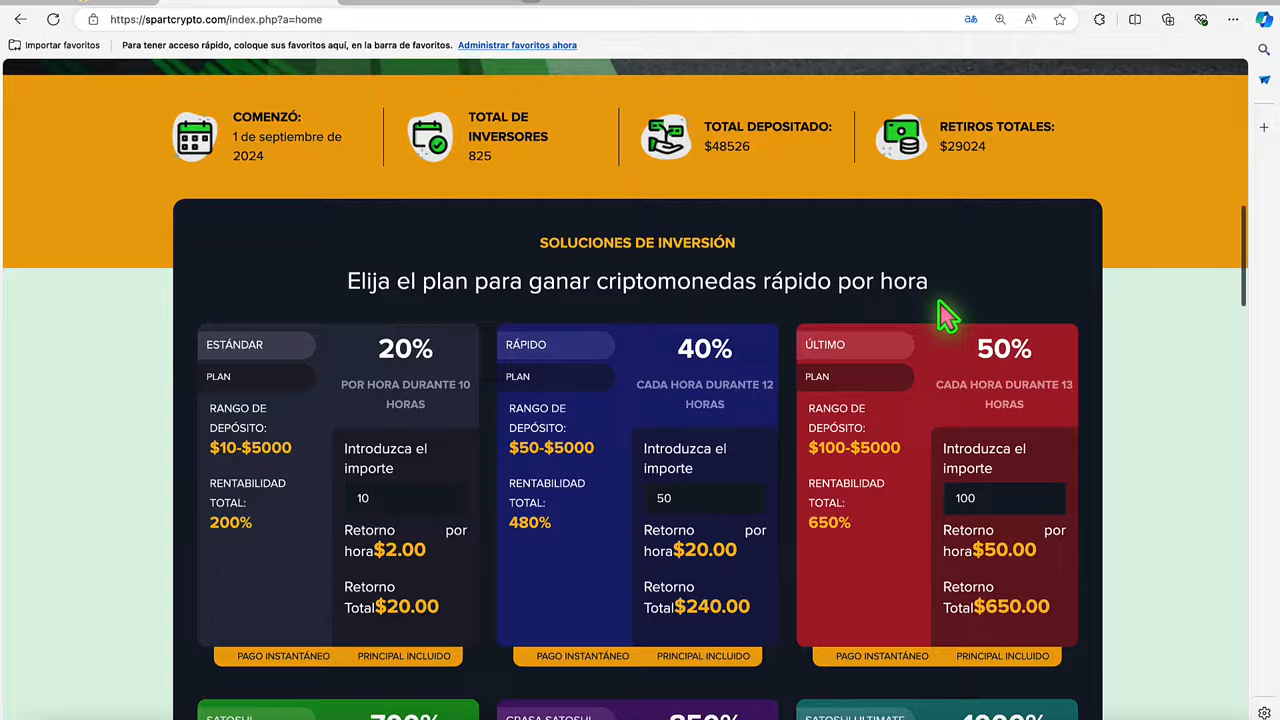 https://spartcrypto.com/index.php?a=home
Importar favoritos
Para tener acceso rápido, coloque sus favoritos aquí, en la barra de favoritos. Administrar favoritos ahora
COMENZÓ:
1 de septiembre de
2024
TOTAL DE
INVERSORES
825
TOTAL DEPOSITADO:
$48526
RETIROS TOTALES:
$29024
SOLUCIONES DE INVERSIÓN
Elija el plan para ganar criptomonedas rápido por hora
ESTÁNDAR
PLAN
20%
POR HORA DURANTE 10
HORAS
RANGO DE
DEPÓSITO:
$10-$5000
RENTABILIDAD
TOTAL:
200%
Introduzca el
importe
10
Retorno por
hora$2.00
Retorno
Total$20.00
PAGO INSTANTÁNEO PRINCIPAL INCLUIDO
RÁPIDO
PLAN
40%
CADA HORA DURANTE 12
HORAS
RANGO DE
DEPÓSITO:
$50-$5000
RENTABILIDAD
TOTAL:
480%
Introduzca el
importe
50
Retorno por
hora$20.00
Retorno
Total$240.00
PAGO INSTANTÁNEO PRINCIPAL INCLUIDO
ÚLTIMO
PLAN
50%
CADA HORA DURANTE 13
HORAS
RANGO DE
DEPÓSITO:
$100-$5000
RENTABILIDAD
TOTAL:
650%
Introduzca el
importe
100
Retorno por
hora$50.00
Retorno
Total$650.00
PAGO INSTANTÁNEO PRINCIPAL INCLUIDO